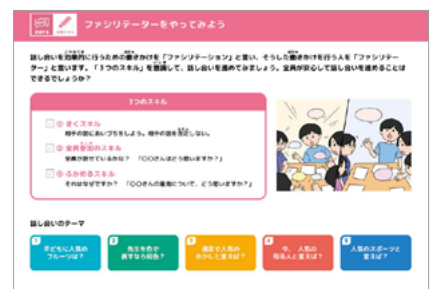 ファシリテーターをやってみよう
話し合いを効果的に行うための働きかけを「ファシリテーション」と言い、そうした働きかけを行う人を「ファシリテー
ター」と言います。「3つのスキル」を意識して、話し合いを進めてみましょう。全員が安心して話し合いを進めることは
できるでしょうか？
3つのスキル
① きくスキル
相手の話にあいづちをしよう。相手の話を否定しない。
② 全員参加のスキル
全員が話せているかな？ 「〇〇さんはどう思いますか？」
③ ふかめるスキル
それはなぜですか？ 「〇〇さんの意見について、どう思いますか？」
話し合いのテーマ
1
子どもに人気の
フルーツは？
2
先生を色で
表すなら何色？
3
遠足で人気の
おかしと言えば？
4
今、人気の
有名人と言えば？
5
人気のスポーツと
言えば？